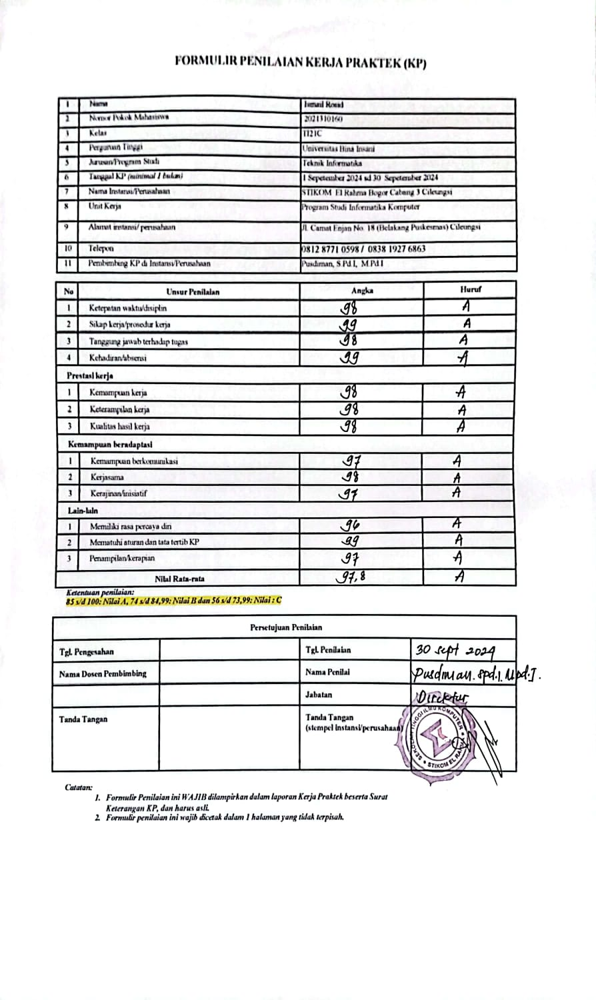 FORMULIR PENILAIAN KERJA PRAKTEK (KP)
1 Nama Ismail Rosid
2 Nomor Pokok Mahasiswa 2021310160
3 Kelas TI21C
4 Perguruan Tinggi Universitas Bina Insani
5 Jurusan/Program Studi Teknik Informatika
6 Tanggal KP (minimal 1 bulan) 1 Sepetember 2024 sd 30 Sepetember 2024
7 Nama Instansi/Perusahaan STIKOM El Rahma Bogor Cabang 3 Cileungsi
8 Unit Kerja Program Studi Informatika Komputer
9 Alamat instansi/ perusahaan Jl. Camat Enjan No. 18 (Belakang Puskesmas) Cileungsi
10 Telepon 0812 8771 0598 / 0838 1927 6863
11 Pembimbing KP di Instansi/Perusahaan Pusdiman, S.Pd.I, M.Pd.I
No Unsur Penilaian Angka Huruf
1 Ketepatan waktu/disiplin 98 A
2 Sikap kerja/prosedur kerja 99 A
3 Tanggung jawab terhadap tugas 98 A
4 Kehadiran/absensi 99 A
Prestasi kerja
1 Kemampuan kerja 98 A
2 Keterampilan kerja 98 A
3 Kualitas hasil kerja 98 A
Kemampuan beradaptasi
1 Kemampuan berkomunikasi 97 A
2 Kerjasama 98 A
3 Kerajinan/inisiatif 97 A
Lain-lain
1 Memiliki rasa percaya diri 96 A
2 Mematuhi aturan dan tata tertib KP 99 A
3 Penampilan/kerapian 97 A
Nilai Rata-rata 97,8 A
Ketentuan penilaian:
85 s/d 100: Nilai A, 74 s/d 84,99: Nilai B dan 56 s/d 73,99: Nilai : C
Persetujuan Penilaian
Tgl. Pengesahan Tgl. Penilaian 30 sept 2024
Nama Dosen Pembimbing Nama Penilai Pusdiman. Spd.I. M.pd.I.
Jabatan Direktur
Tanda Tangan Tanda Tangan
(stempel instansi/perusahaan)
SEKOLAH TINGGI ILMU KOMPUTER
STIKOM EL RAHMA
Catatan:
1. Formulir Penilaian ini WAJIB dilampirkan dalam laporan Kerja Praktek beserta Surat
Keterangan KP, dan harus asli.
2. Formulir penilaian ini wajib dicetak dalam 1 halaman yang tidak terpisah.